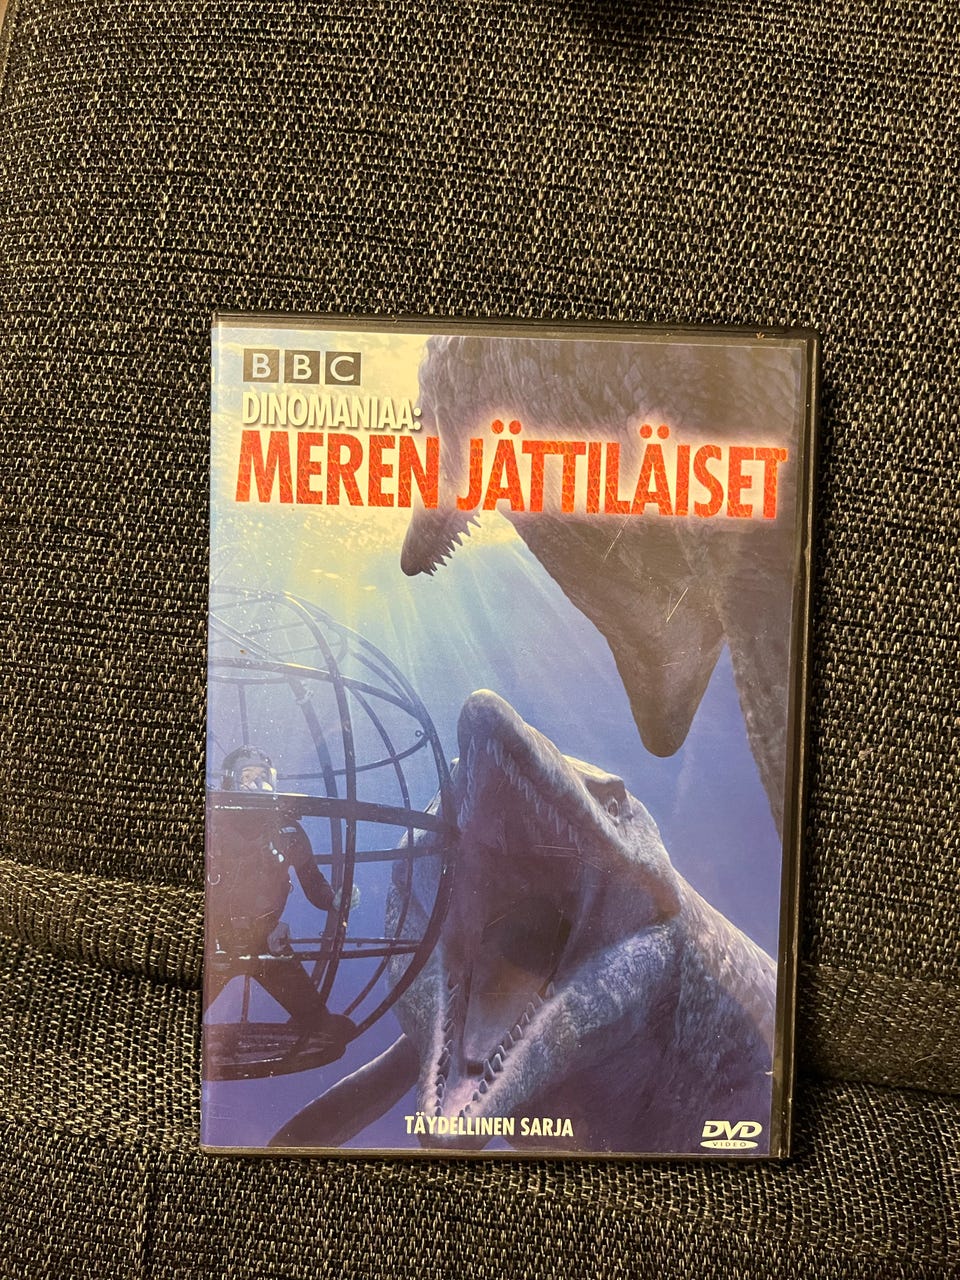 BBC
DINOMANIAA:
MEREN JÄTTILÄISET
TÄYDELLINEN SARJA
DVD
VIDEO